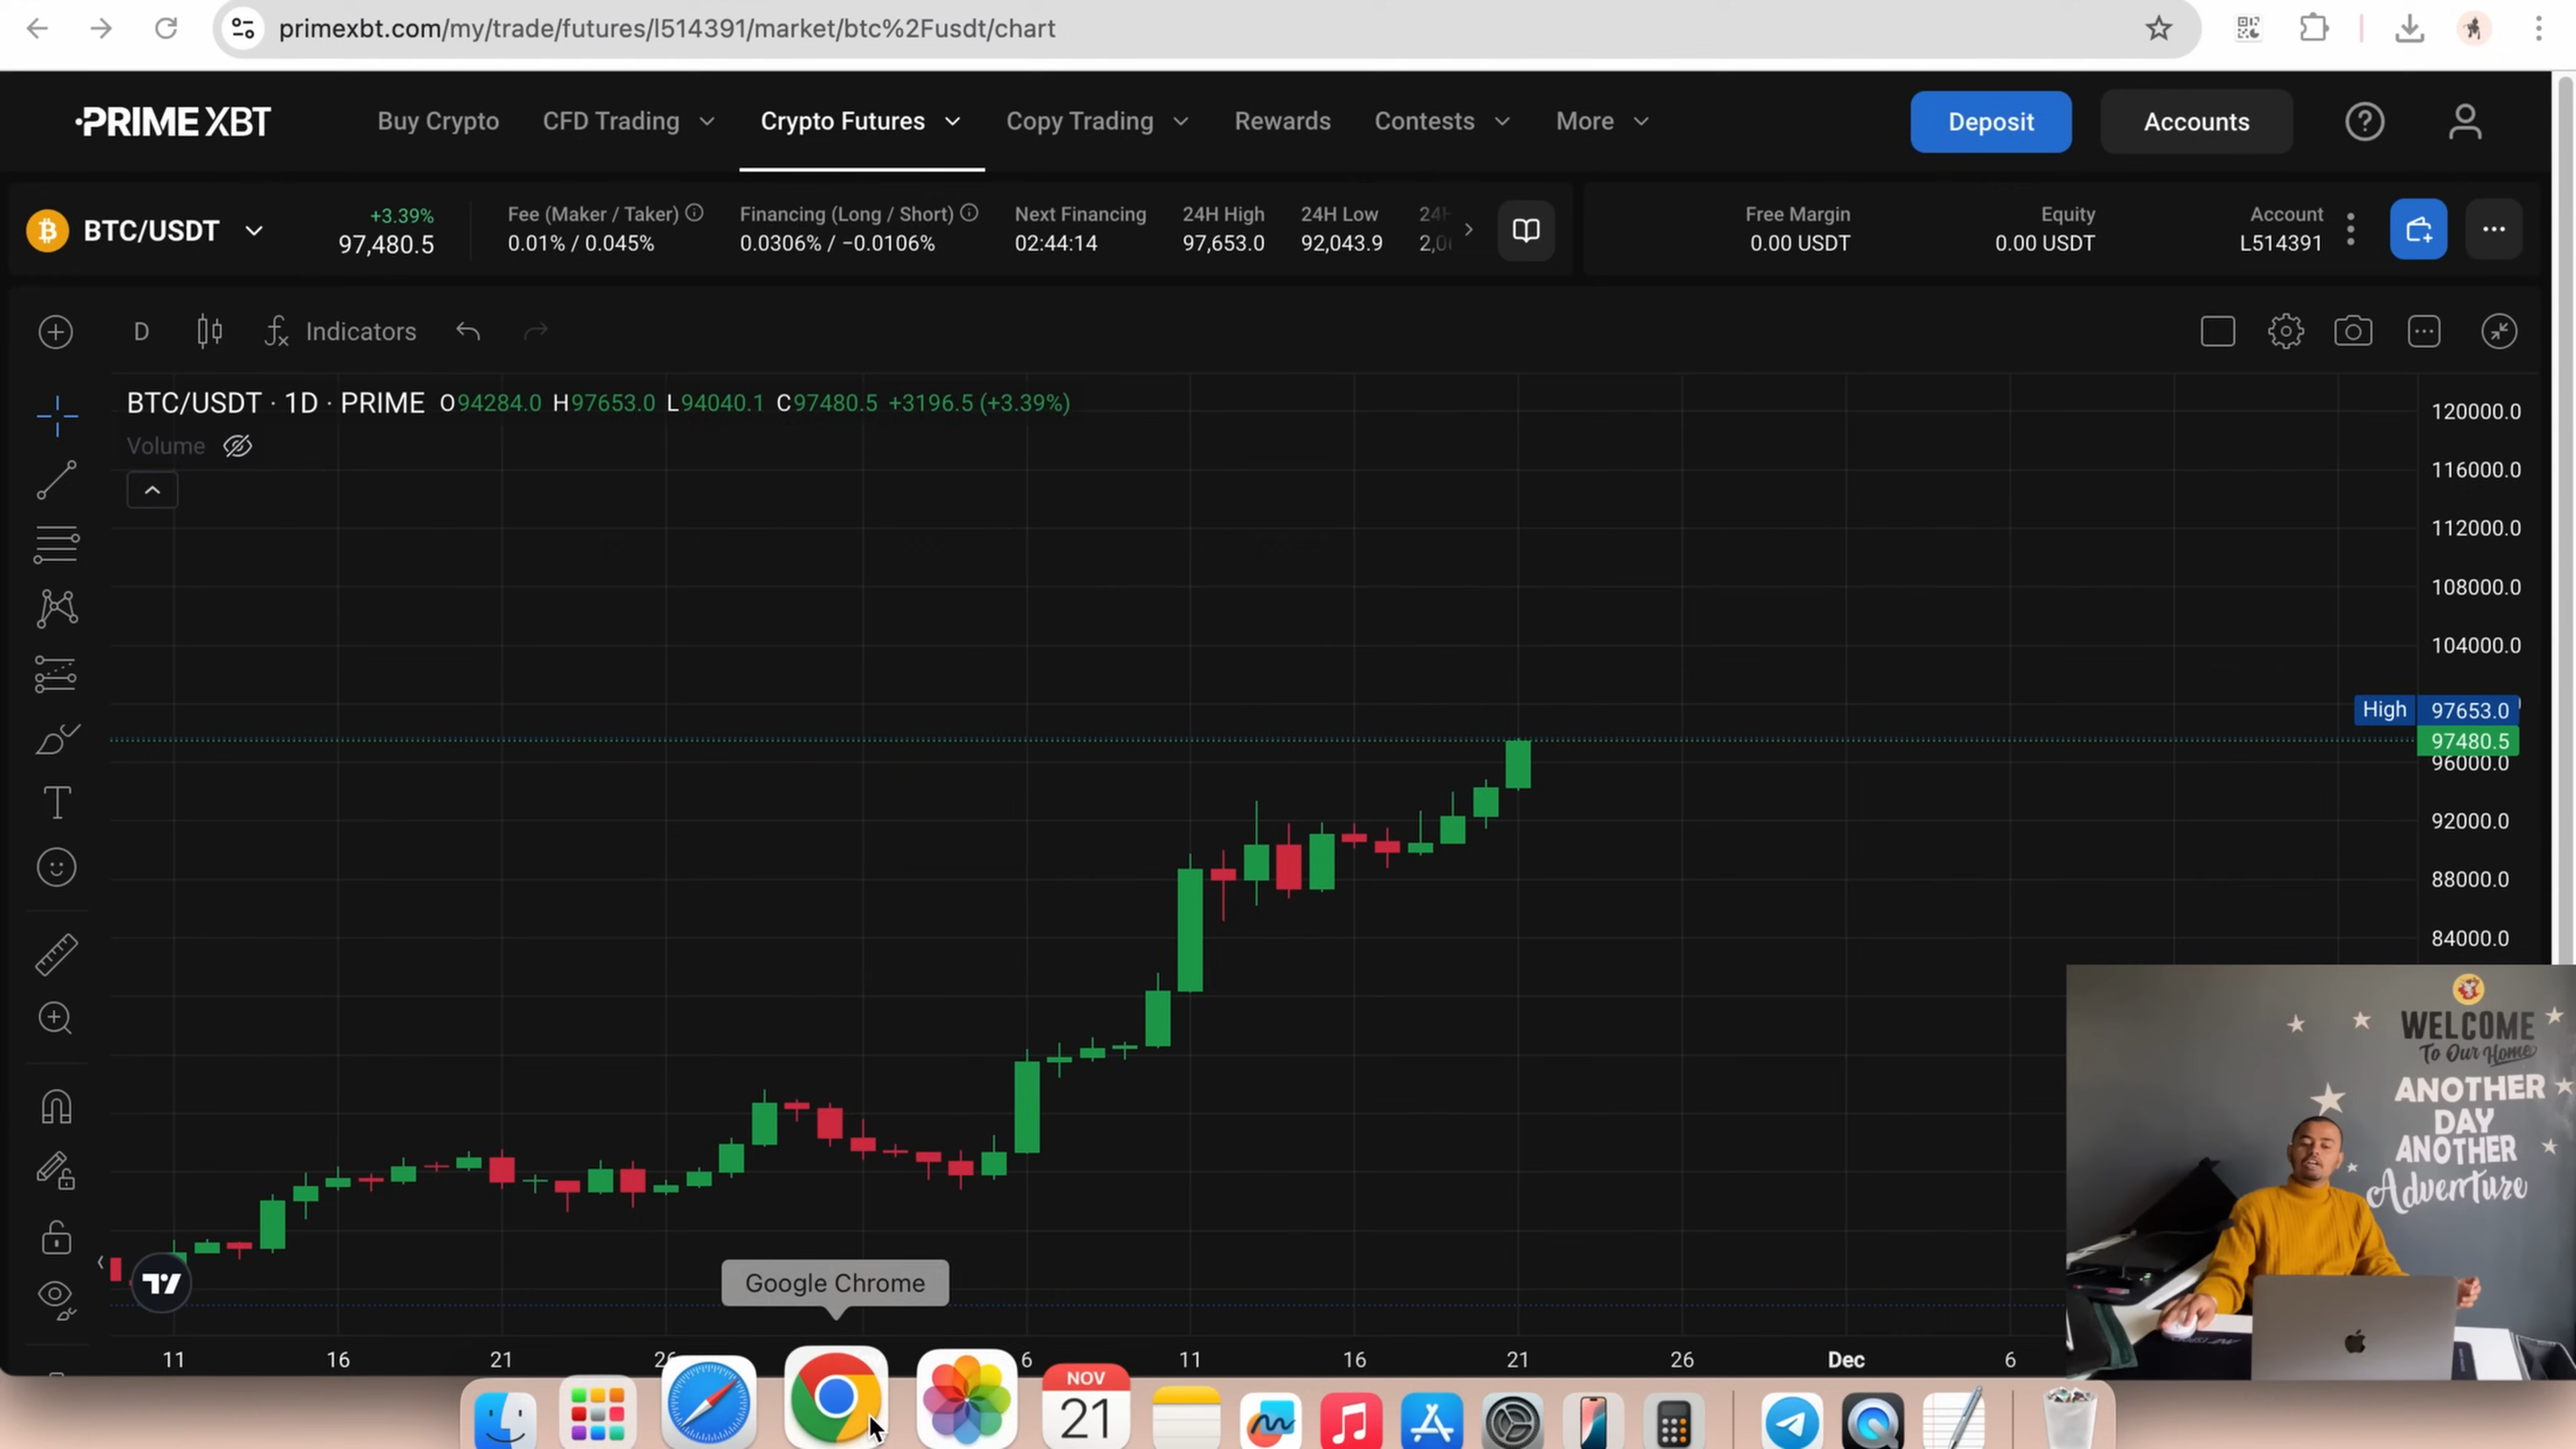 primexbt.com/my/trade/futures/l514391/market/btc%2Fusdt/chart
PRIME XBT
Buy Crypto
CFD Trading
Crypto Futures
Copy Trading
Rewards
Contests
More
Deposit
Accounts
BTC/USDT
+3.39%
97,480.5
Fee (Maker / Taker)
0.01% / 0.045%
Financing (Long / Short)
0.0306% / −0.0106%
Next Financing
02:44:14
24H High
97,653.0
24H Low
92,043.9
Free Margin
0.00 USDT
Equity
0.00 USDT
Account
L514391
D
Indicators
BTC/USDT · 1D · PRIME O94284.0 H97653.0 L94040.1 C97480.5 +3196.5 (+3.39%)
Volume
120000.0
116000.0
112000.0
108000.0
104000.0
High 97653.0
97480.5
96000.0
92000.0
88000.0
84000.0
WELCOME
To Our Home
ANOTHER
DAY
ANOTHER
Adventure
Google Chrome
11 16 21 6 11 16 21 26 Dec 6
NOV
21